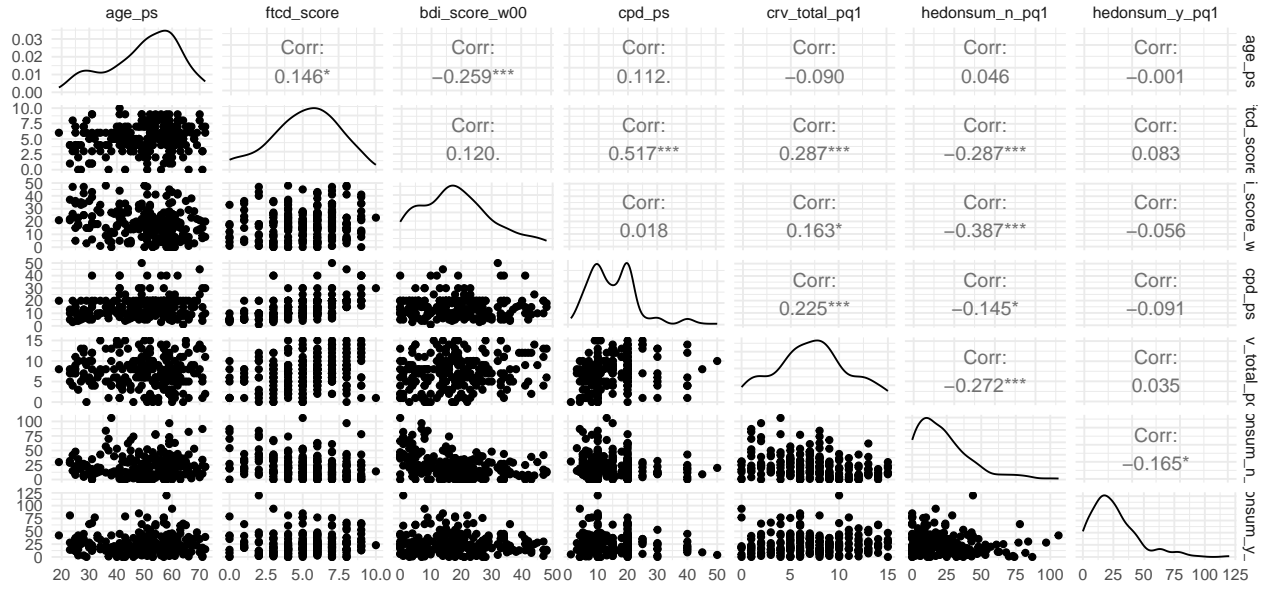 age_ps ftcd_score bdi_score_w00 cpd_ps crv_total_pq1 hedonsum_n_pq1 hedonsum_y_pq1
0.03
0.02
0.01
0.00
Corr: Corr: Corr: Corr: Corr: Corr:
0.146* −0.259*** 0.112. −0.090 0.046 −0.001
age_ps
10.0
7.5
5.0
2.5
0.0
Corr: Corr: Corr: Corr: Corr:
0.120. 0.517*** 0.287*** −0.287*** 0.083
tcd_score
50
40
30
20
10
0
Corr: Corr: Corr: Corr:
0.018 0.163* −0.387*** −0.056
i_score_w
50
40
30
20
10
0
Corr: Corr: Corr:
0.225*** −0.145* −0.091
cpd_ps
15
10
5
0
Corr: Corr:
−0.272*** 0.035
v_total_p
100
75
50
25
0
Corr:
−0.165*
onsum_n_
125
100
75
50
25
0
onsum_y_
20 30 40 50 60 70 0.0 2.5 5.0 7.5 10.0 0 10 20 30 40 50 0 10 20 30 40 50 0 5 10 15 0 25 50 75 100 0 25 50 75 100 125